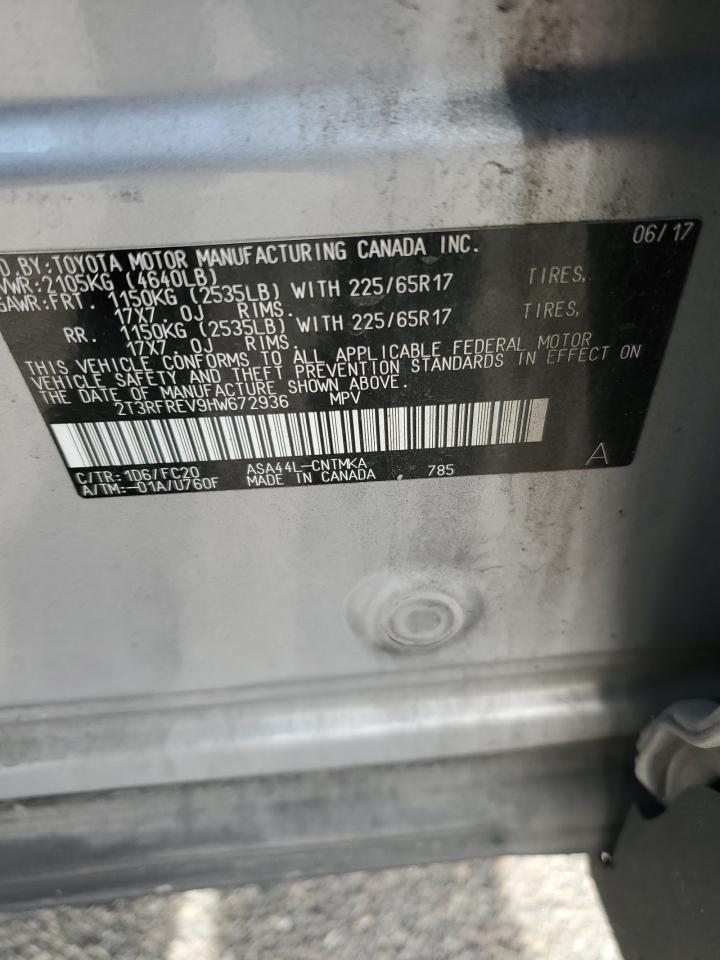 D. BY: TOYOTA MOTOR MANUFACTURING CANADA INC. 06/17
VWR: 2105KG (4640LB)
GAWR: FRT. 1150KG (2535LB) WITH 225/65R17 TIRES,
17X7.0J RIMS.
RR. 1150KG (2535LB) WITH 225/65R17 TIRES,
17X7.0J RIMS.
THIS VEHICLE CONFORMS TO ALL APPLICABLE FEDERAL MOTOR
VEHICLE SAFETY AND THEFT PREVENTION STANDARDS IN EFFECT ON
THE DATE OF MANUFACTURE SHOWN ABOVE.
2T3RFREV9HW672936 MPV
C/TR: 1D6/FC20 ASA44L-CNTMKA A
A/TM: -01A/U760F MADE IN CANADA 785